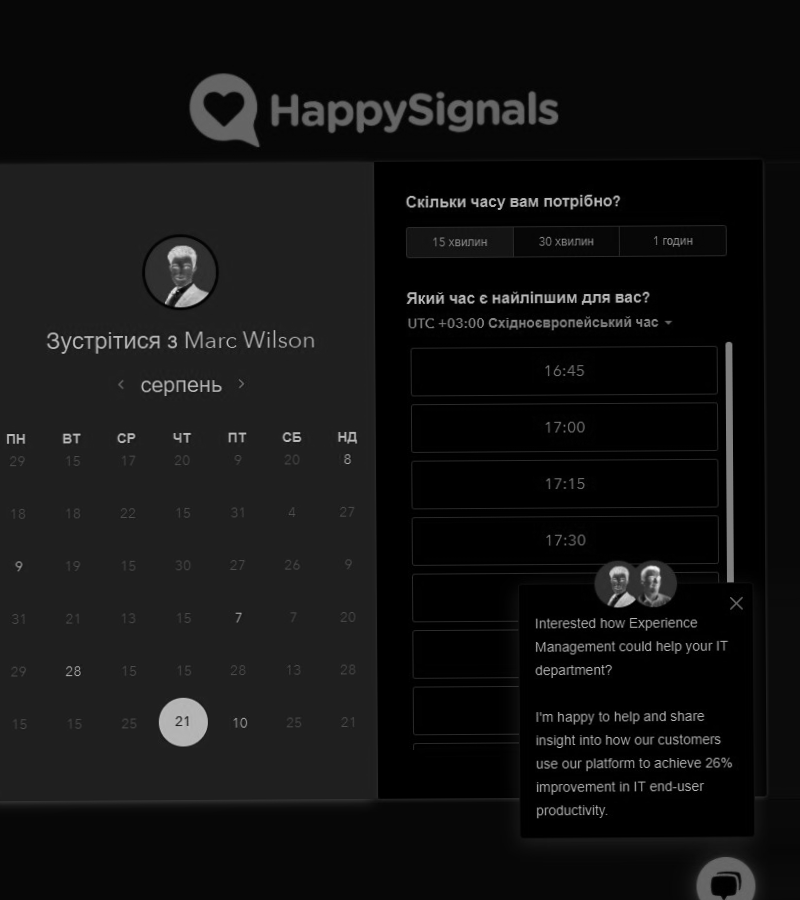 HappySignals
Зустрітися з Marc Wilson
серпень
ПН ВТ СР ЧТ ПТ СБ НД
29 15 17 20 9 20 8
18 18 22 15 31 4 27
9 19 15 30 27 26 9
31 21 13 15 7 7 20
29 28 15 15 28 13 28
15 15 25 21 10 25 21
Скільки часу вам потрібно?
15 хвилин 30 хвилин 1 годин
Який час є найліпшим для вас?
UTC +03:00 Східноєвропейський час
16:45
17:00
17:15
17:30
Interested how Experience
Management could help your IT
department?
I'm happy to help and share
insight into how our customers
use our platform to achieve 26%
improvement in IT end-user
productivity.